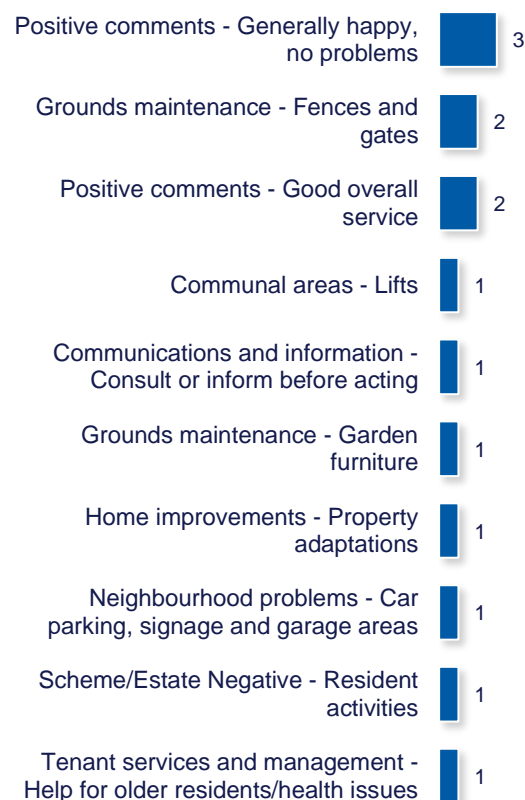 Positive comments - Generally happy,
no problems
3
Grounds maintenance - Fences and
gates
2
Positive comments - Good overall
service
2
Communal areas - Lifts
1
Communications and information -
Consult or inform before acting
1
Grounds maintenance - Garden
furniture
1
Home improvements - Property
adaptations
1
Neighbourhood problems - Car
parking, signage and garage areas
1
Scheme/Estate Negative - Resident
activities
1
Tenant services and management -
Help for older residents/health issues
1